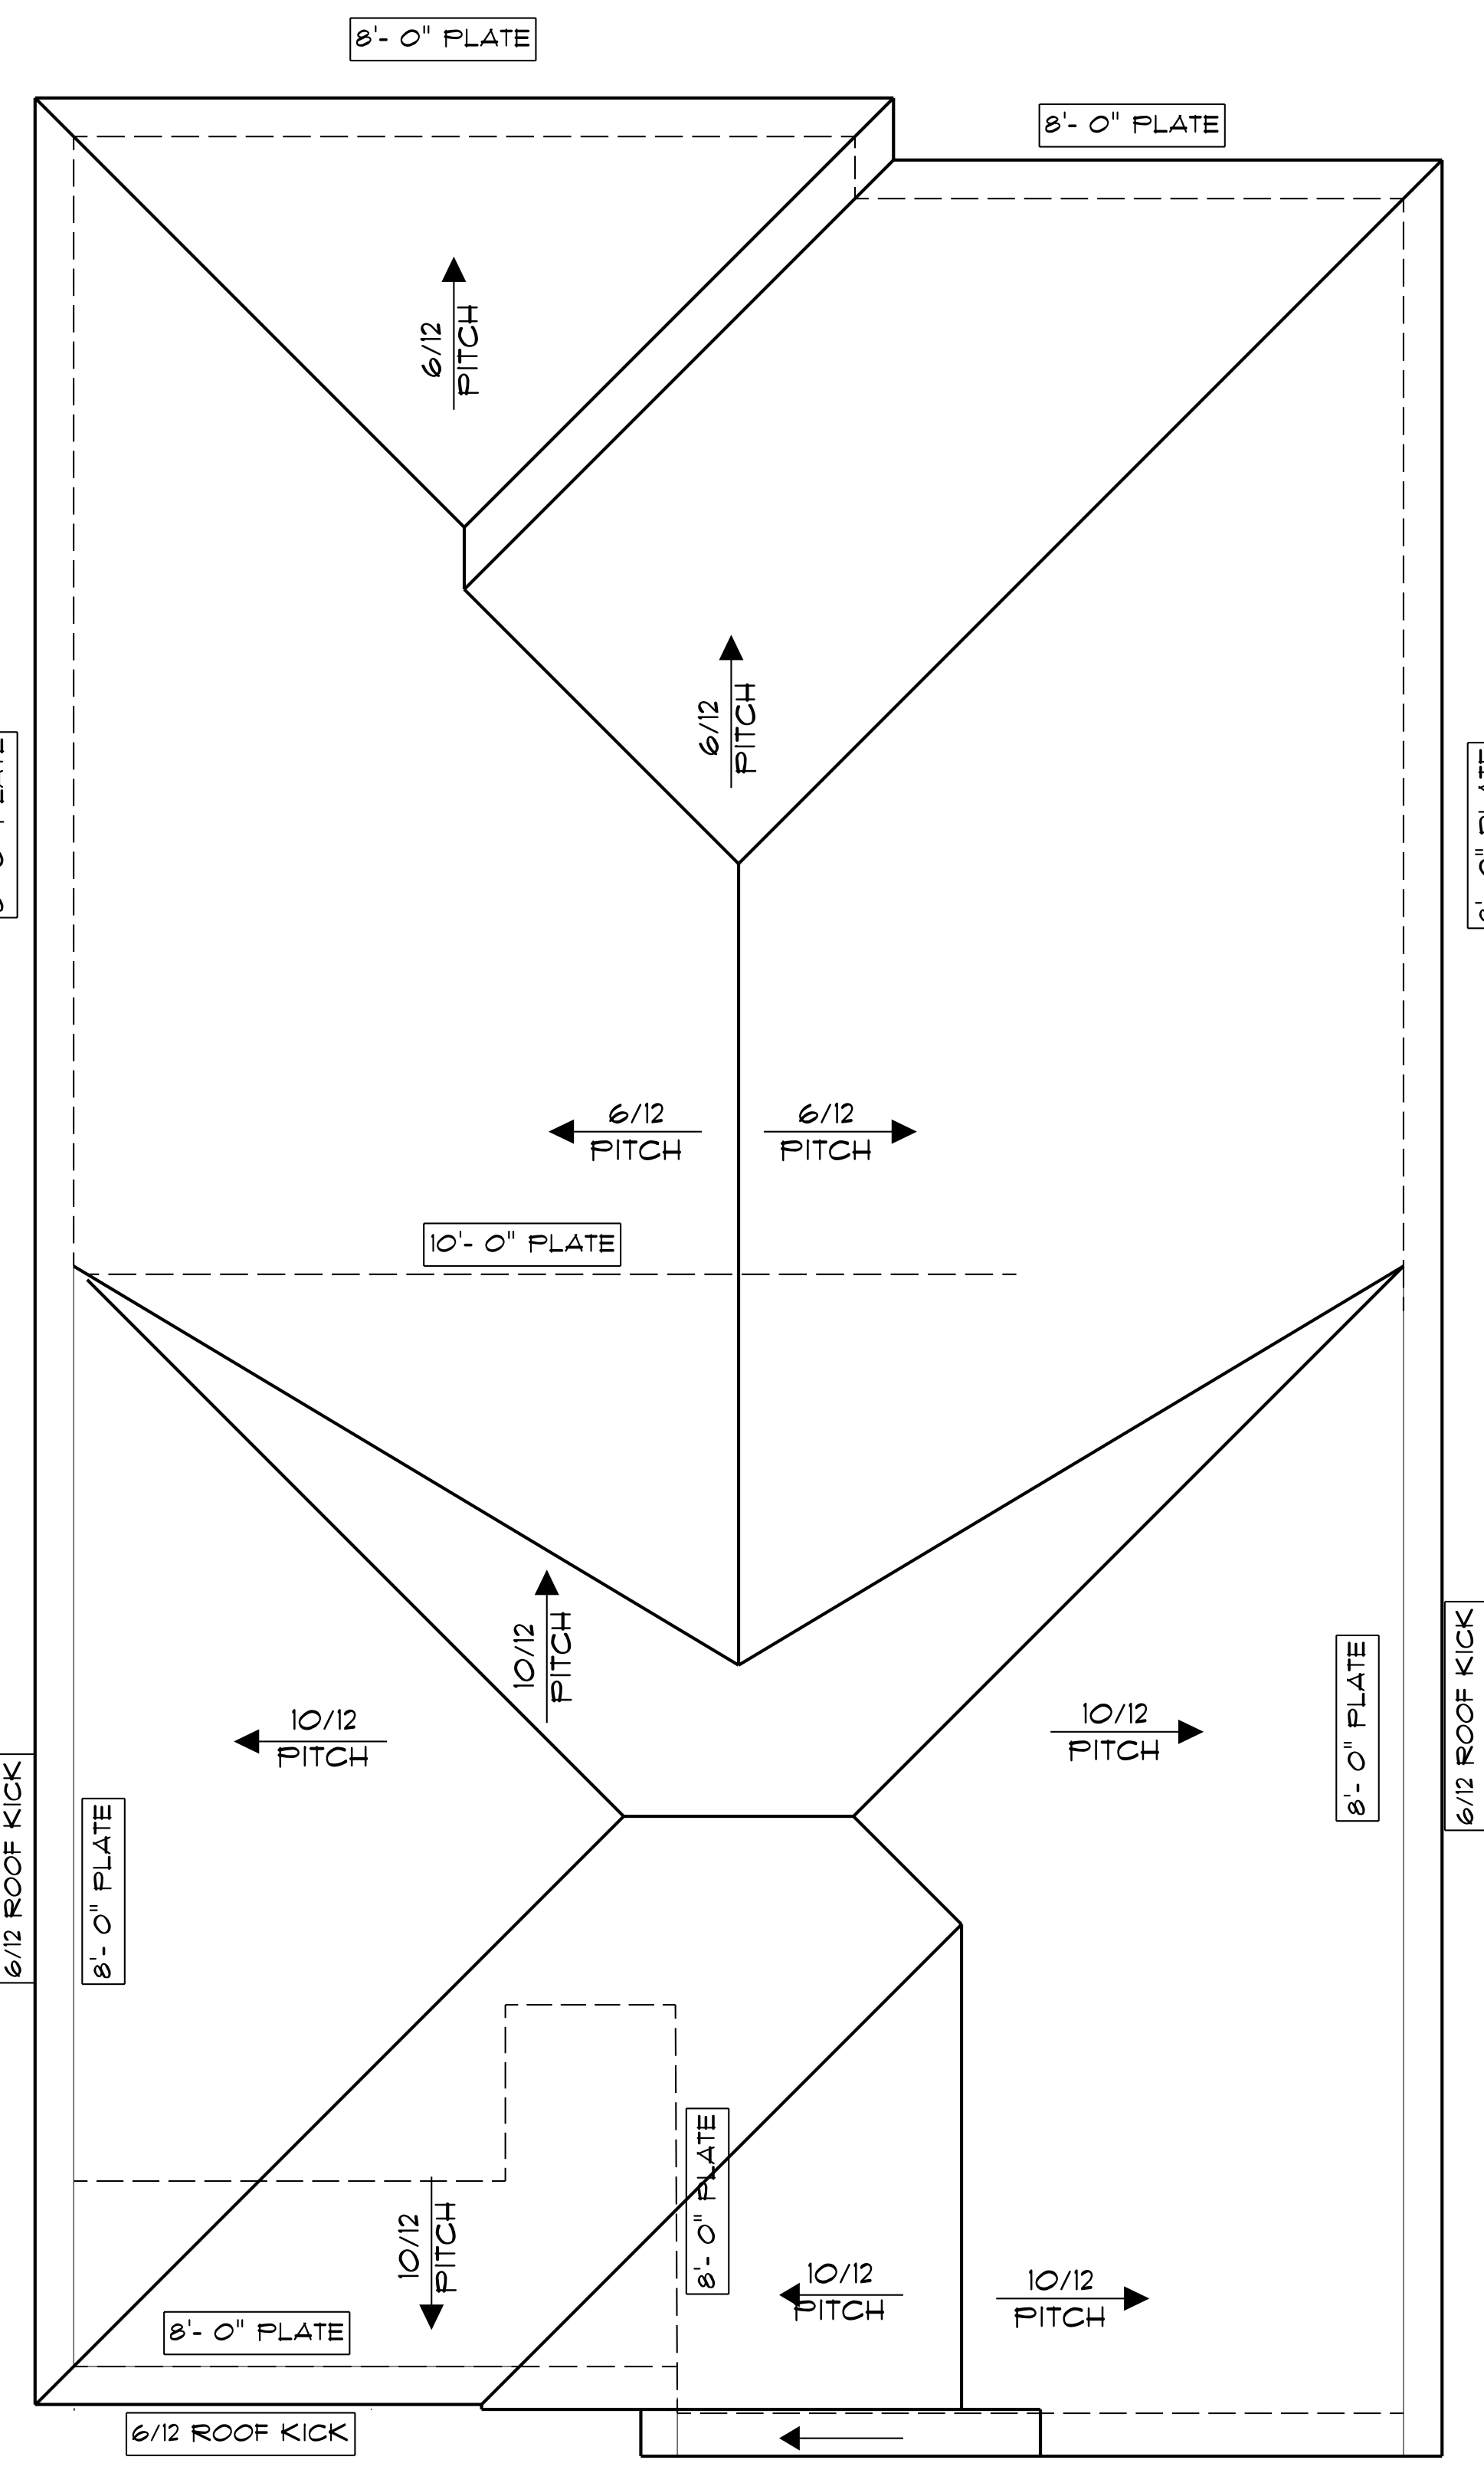 8'- 0" PLATE
8'- 0" PLATE
6/12
PITCH
6/12
PITCH
PLATE
0" PLATE
6/12
PITCH
6/12
PITCH
10'- 0" PLATE
10/12
PITCH
10/12
PITCH
10/12
PITCH
8'- 0" PLATE
6/12 ROOF KICK
6/12 ROOF KICK
8'- 0" PLATE
8'- 0" PLATE
10/12
PITCH
10/12
PITCH
10/12
PITCH
8'- 0" PLATE
6/12 ROOF KICK